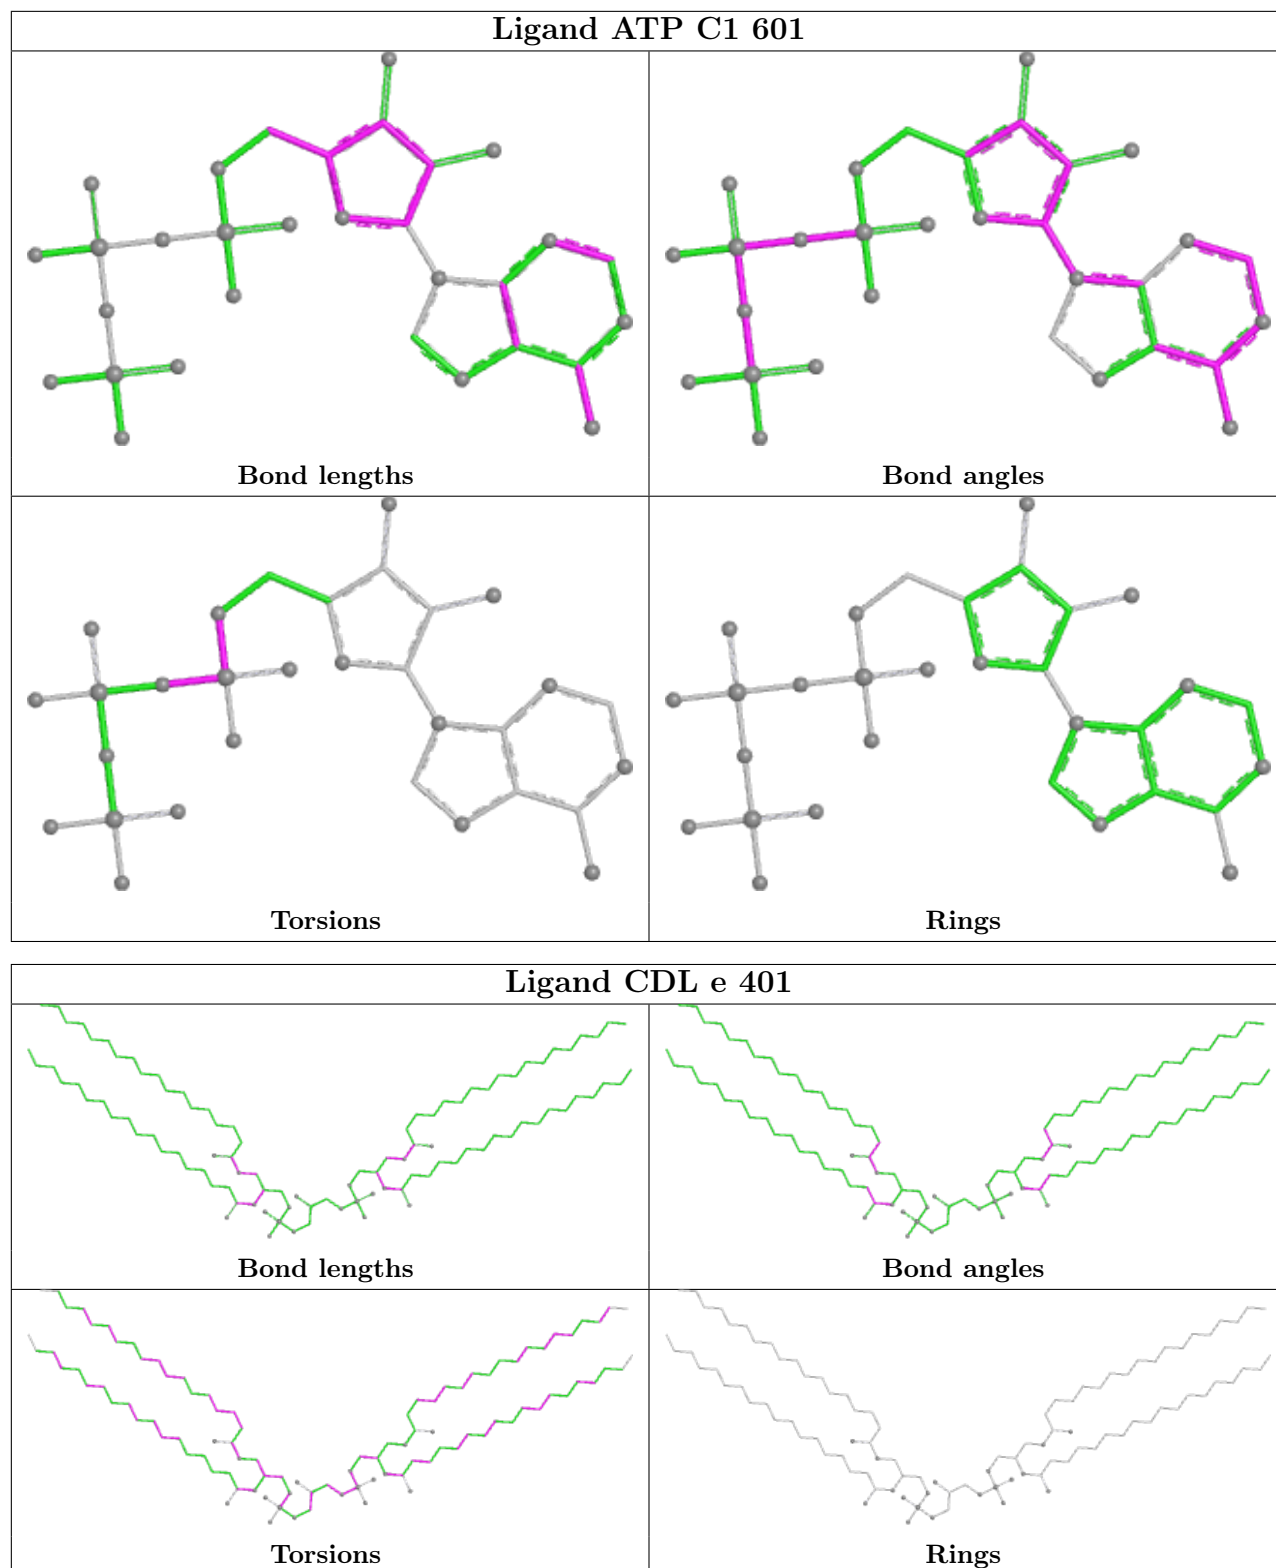 Ligand ATP C1 601
Bond lengths
Bond angles
Torsions
Rings
Ligand CDL e 401
Bond lengths
Bond angles
Torsions
Rings